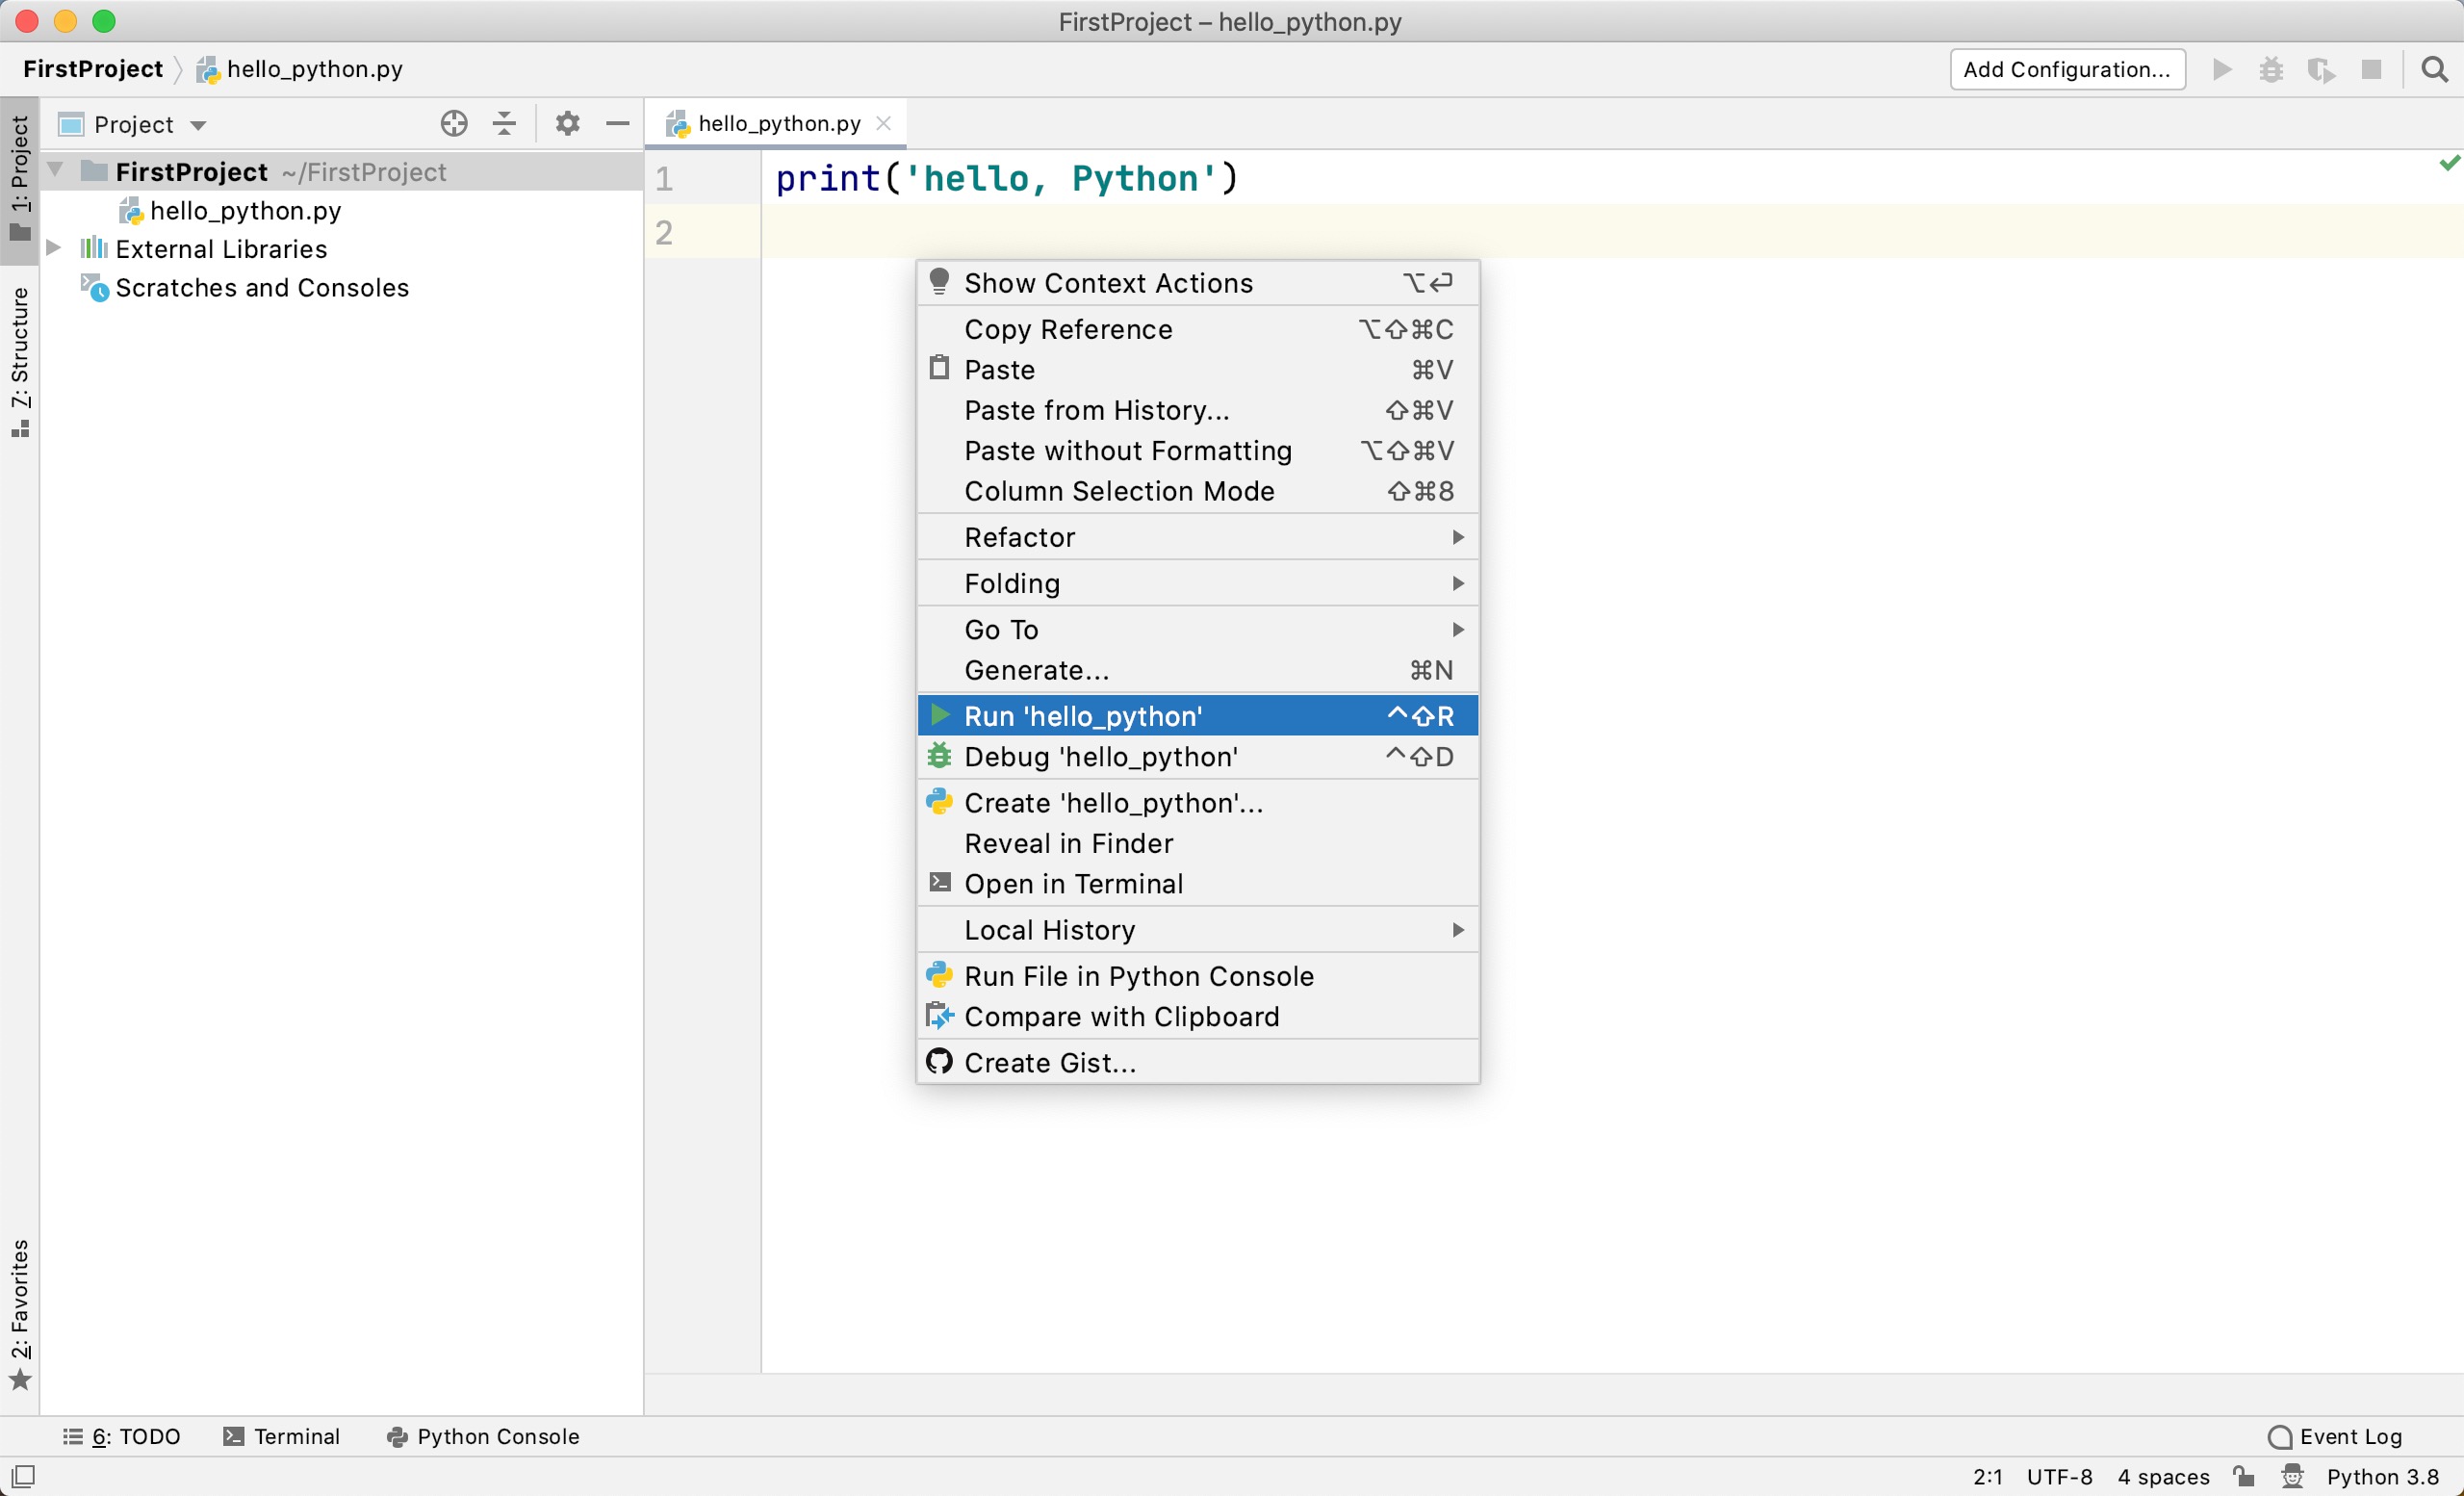 FirstProject – hello_python.py
FirstProject hello_python.py
Add Configuration...
1: Project
Project
hello_python.py
FirstProject ~/FirstProject
hello_python.py
External Libraries
Scratches and Consoles
7: Structure
2: Favorites
1 print('hello, Python')
2
Show Context Actions ⌥⏎
Copy Reference ⌥⇧⌘C
Paste ⌘V
Paste from History... ⇧⌘V
Paste without Formatting ⌥⇧⌘V
Column Selection Mode ⇧⌘8
Refactor
Folding
Go To
Generate... ⌘N
Run 'hello_python' ^⇧R
Debug 'hello_python' ^⇧D
Create 'hello_python'...
Reveal in Finder
Open in Terminal
Local History
Run File in Python Console
Compare with Clipboard
Create Gist...
6: TODO Terminal Python Console Event Log
2:1 UTF-8 4 spaces Python 3.8